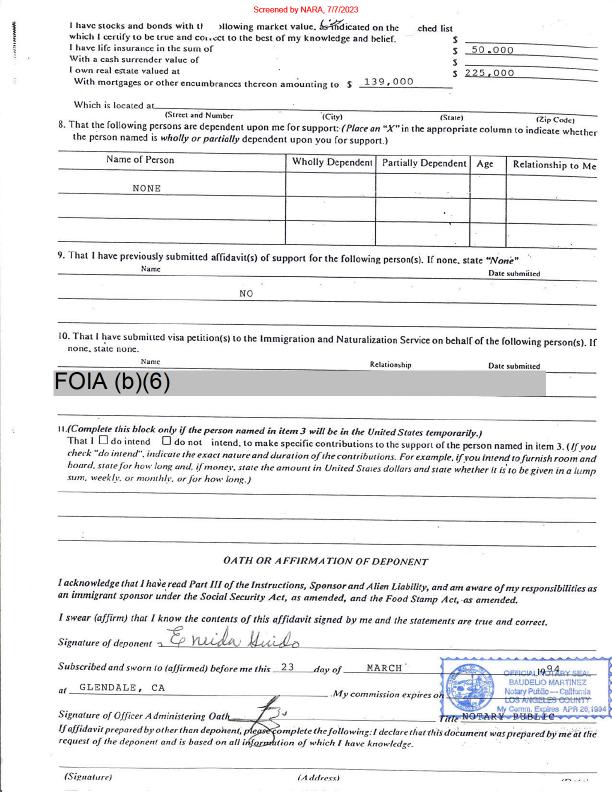 Screened by NARA, 7/7/2023
I have stocks and bonds with th ollowing market value, as indicated on the ched list
which I certify to be true and correct to the best of my knowledge and belief. $
I have life insurance in the sum of $ 50.000
With a cash surrender value of $
I own real estate valued at $ 225,000
With mortgages or other encumbrances thereon amounting to $ 139,000
Which is located at
(Street and Number) (City) (State) (Zip Code)
8. That the following persons are dependent upon me for support: (Place an "X" in the appropriate column to indicate whether
the person named is wholly or partially dependent upon you for support.)
Name of Person Wholly Dependent Partially Dependent Age Relationship to Me
NONE
9. That I have previously submitted affidavit(s) of support for the following person(s). If none, state "None"
Name Date submitted
NO
10. That I have submitted visa petition(s) to the Immigration and Naturalization Service on behalf of the following person(s). If
none, state none.
Name Relationship Date submitted
FOIA (b)(6)
11.(Complete this block only if the person named in item 3 will be in the United States temporarily.)
That I ☐ do intend ☐ do not intend, to make specific contributions to the support of the person named in item 3. (If you
check "do intend", indicate the exact nature and duration of the contributions. For example, if you intend to furnish room and
board, state for how long and, if money, state the amount in United States dollars and state whether it is to be given in a lump
sum, weekly, or monthly, or for how long.)
OATH OR AFFIRMATION OF DEPONENT
I acknowledge that I have read Part III of the Instructions, Sponsor and Alien Liability, and am aware of my responsibilities as
an immigrant sponsor under the Social Security Act, as amended, and the Food Stamp Act, as amended.
I swear (affirm) that I know the contents of this affidavit signed by me and the statements are true and correct.
Signature of deponent Eneida Guido
Subscribed and sworn to (affirmed) before me this 23 day of MARCH 1994
at GLENDALE, CA .My commission expires on
OFFICIAL NOTARY SEAL
BAUDELIO MARTINEZ
Notary Public — California
LOS ANGELES COUNTY
My Comm. Expires APR 26,1994
Signature of Officer Administering Oath Title NOTARY PUBLIC
If affidavit prepared by other than deponent, please complete the following: I declare that this document was prepared by me at the
request of the deponent and is based on all information of which I have knowledge.
(Signature) (Address)